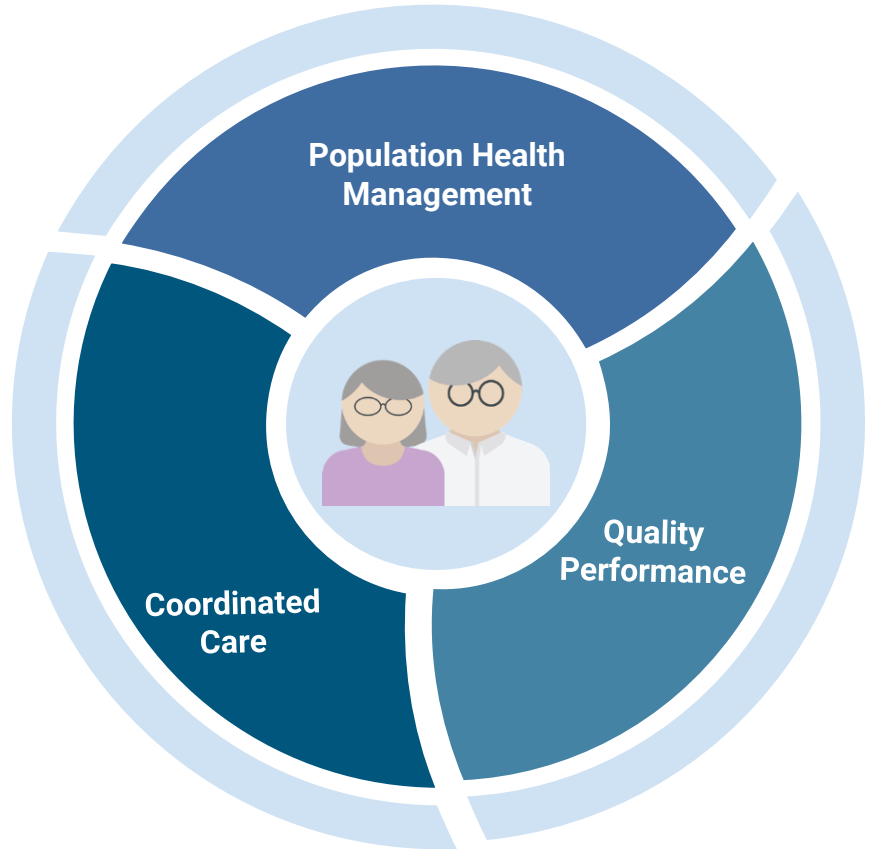 Population Health
Management
Quality
Performance
Coordinated
Care